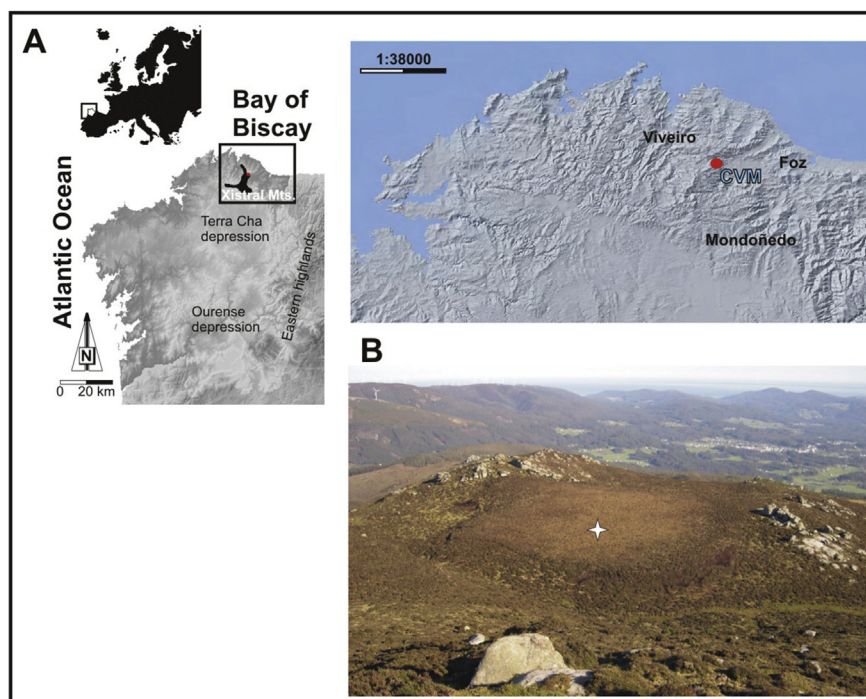 A
Bay of
Biscay
Atlantic Ocean
Xistral Mts.
Terra Cha
depression
Ourense
depression
Eastern highlands
N
0 20 km
1:38000
Viveiro
Foz
CVM
Mondoñedo
B